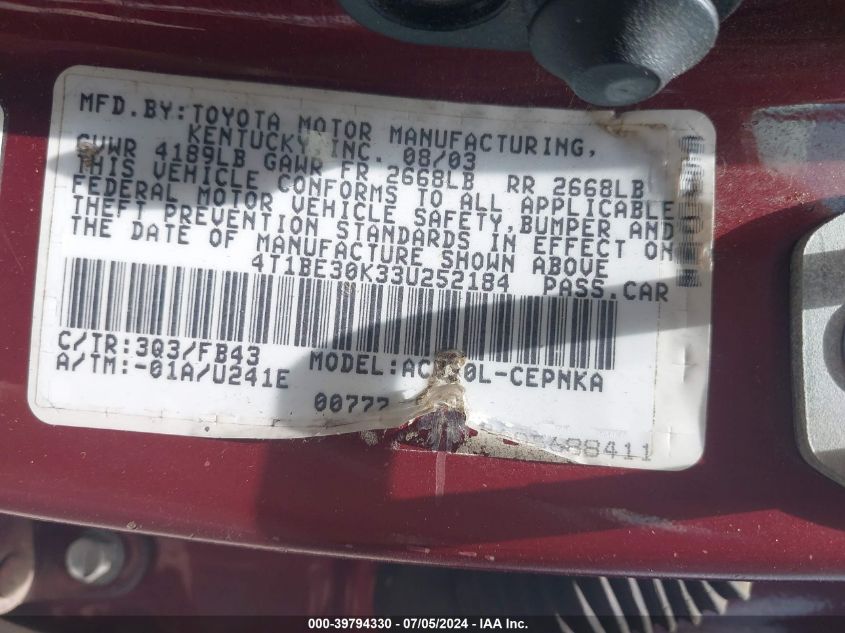 MFD.BY:TOYOTA MOTOR MANUFACTURING,
KENTUCKY, INC. 08/03
GVWR 4189LB GAWR FR 2668LB RR 2668LB
THIS VEHICLE CONFORMS TO ALL APPLICABLE
FEDERAL MOTOR VEHICLE SAFETY,BUMPER AND
THEFT PREVENTION STANDARDS IN EFFECT ON
THE DATE OF MANUFACTURE SHOWN ABOVE
4T1BE30K33U252184 PASS.CAR
C/TR:3Q3/FB43 MODEL:AC 0L-CEPNKA
A/TM:-01A/U241E
00777 688411
000-39794330 - 07/05/2024 - IAA Inc.